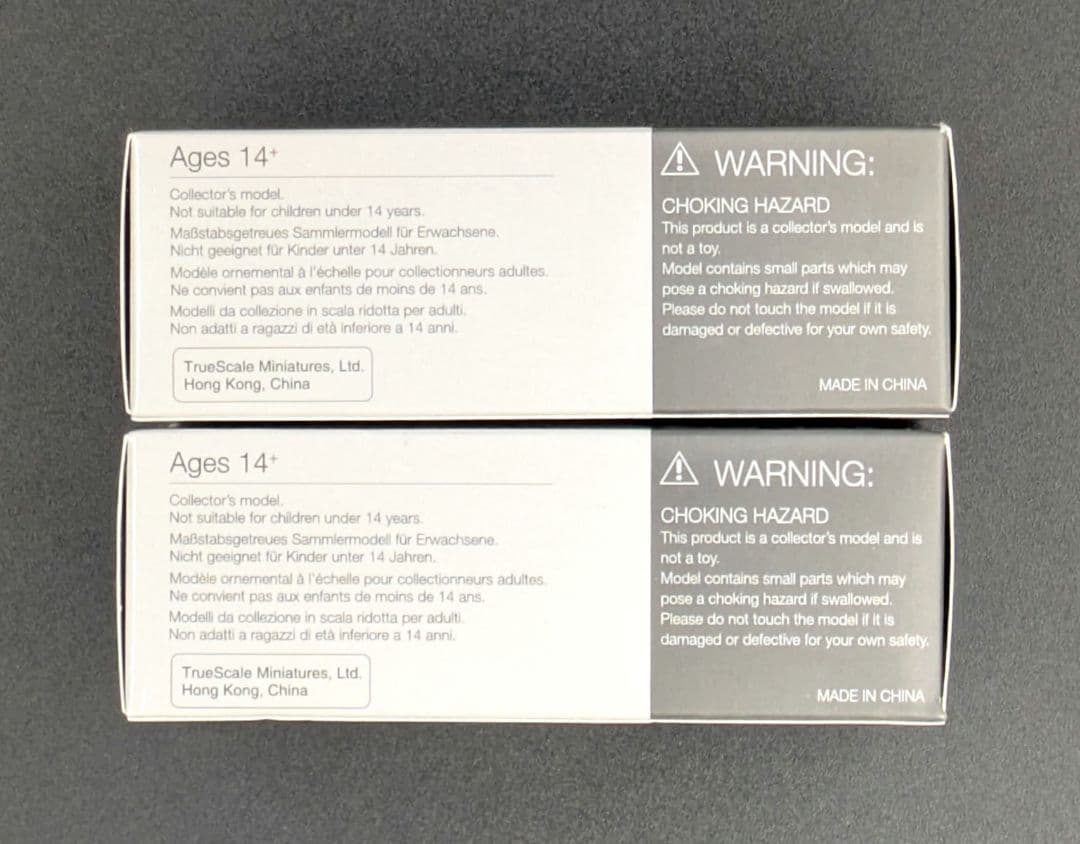 Ages 14+
Collector's model.
Not suitable for children under 14 years.
Maßstabsgetreues Sammlermodell für Erwachsene.
Nicht geeignet für Kinder unter 14 Jahren.
Modèle ornemental à l'échelle pour collectionneurs adultes.
Ne convient pas aux enfants de moins de 14 ans.
Modelli da collezione in scala ridotta per adulti.
Non adatti a ragazzi di età inferiore a 14 anni.
TrueScale Miniatures, Ltd.
Hong Kong, China
WARNING:
CHOKING HAZARD
This product is a collector's model and is
not a toy.
Model contains small parts which may
pose a choking hazard if swallowed.
Please do not touch the model if it is
damaged or defective for your own safety.
MADE IN CHINA
Ages 14+
Collector's model.
Not suitable for children under 14 years.
Maßstabsgetreues Sammlermodell für Erwachsene.
Nicht geeignet für Kinder unter 14 Jahren.
Modèle ornemental à l'échelle pour collectionneurs adultes.
Ne convient pas aux enfants de moins de 14 ans.
Modelli da collezione in scala ridotta per adulti.
Non adatti a ragazzi di età inferiore a 14 anni.
TrueScale Miniatures, Ltd.
Hong Kong, China
WARNING:
CHOKING HAZARD
This product is a collector's model and is
not a toy.
Model contains small parts which may
pose a choking hazard if swallowed.
Please do not touch the model if it is
damaged or defective for your own safety.
MADE IN CHINA